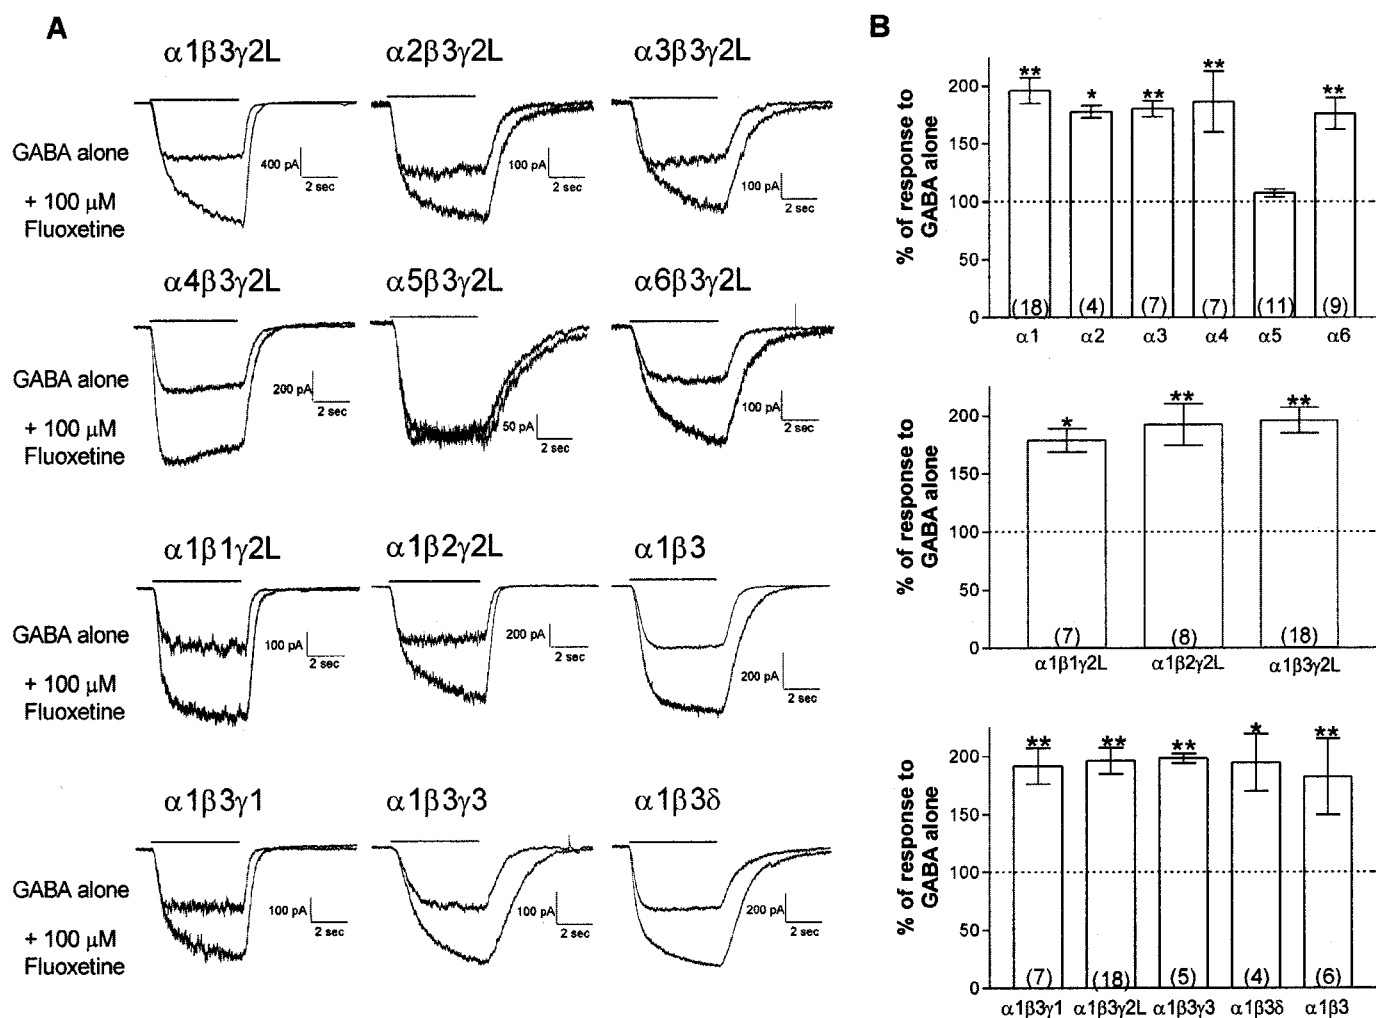 A
α1β3γ2L
α2β3γ2L
α3β3γ2L
GABA alone
+ 100 μM
Fluoxetine
400 pA
2 sec
100 pA
2 sec
100 pA
2 sec
α4β3γ2L
α5β3γ2L
α6β3γ2L
GABA alone
+ 100 μM
Fluoxetine
200 pA
2 sec
50 pA
2 sec
100 pA
2 sec
α1β1γ2L
α1β2γ2L
α1β3
GABA alone
+ 100 μM
Fluoxetine
100 pA
2 sec
200 pA
2 sec
200 pA
2 sec
α1β3γ1
α1β3γ3
α1β3δ
GABA alone
+ 100 μM
Fluoxetine
100 pA
2 sec
100 pA
2 sec
200 pA
2 sec
B
% of response to
GABA alone
200
150
100
50
0
** * ** ** **
(18) (4) (7) (7) (11) (9)
α1 α2 α3 α4 α5 α6
% of response to
GABA alone
200
150
100
50
0
* ** **
(7) (8) (18)
α1β1γ2L α1β2γ2L α1β3γ2L
% of response to
GABA alone
200
150
100
50
0
** ** ** * **
(7) (18) (5) (4) (6)
α1β3γ1 α1β3γ2L α1β3γ3 α1β3δ α1β3